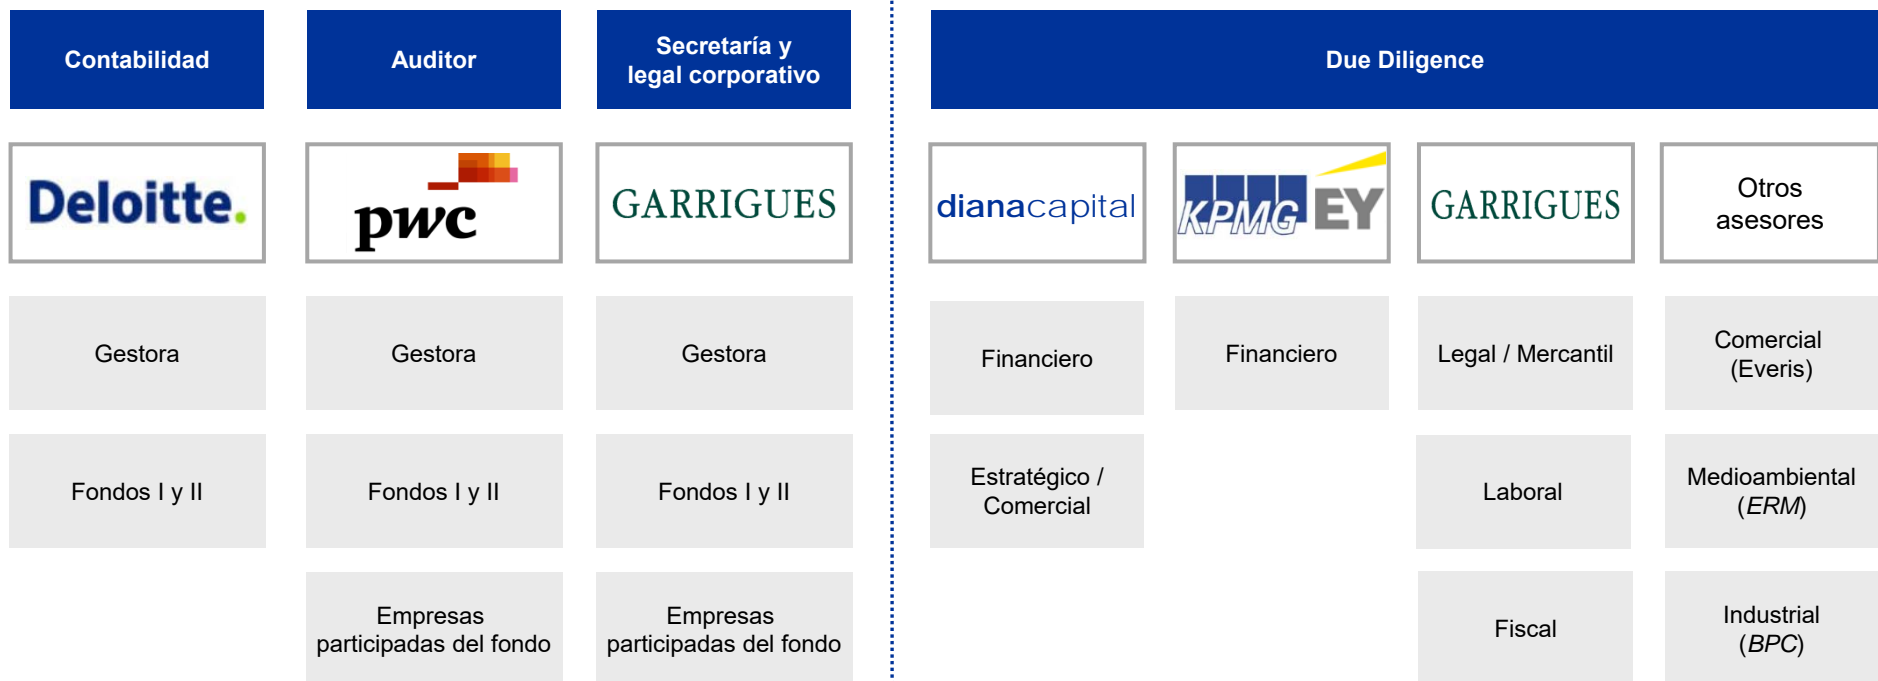 Contabilidad
Auditor
Secretaría y
legal corporativo
Due Diligence
Deloitte.
pwc
GARRIGUES
dianacapital
KPMG
EY
GARRIGUES
Otros
asesores
Gestora
Gestora
Gestora
Financiero
Financiero
Legal / Mercantil
Comercial
(Everis)
Fondos I y II
Fondos I y II
Fondos I y II
Estratégico /
Comercial
Laboral
Medioambiental
(ERM)
Empresas
participadas del fondo
Empresas
participadas del fondo
Fiscal
Industrial
(BPC)